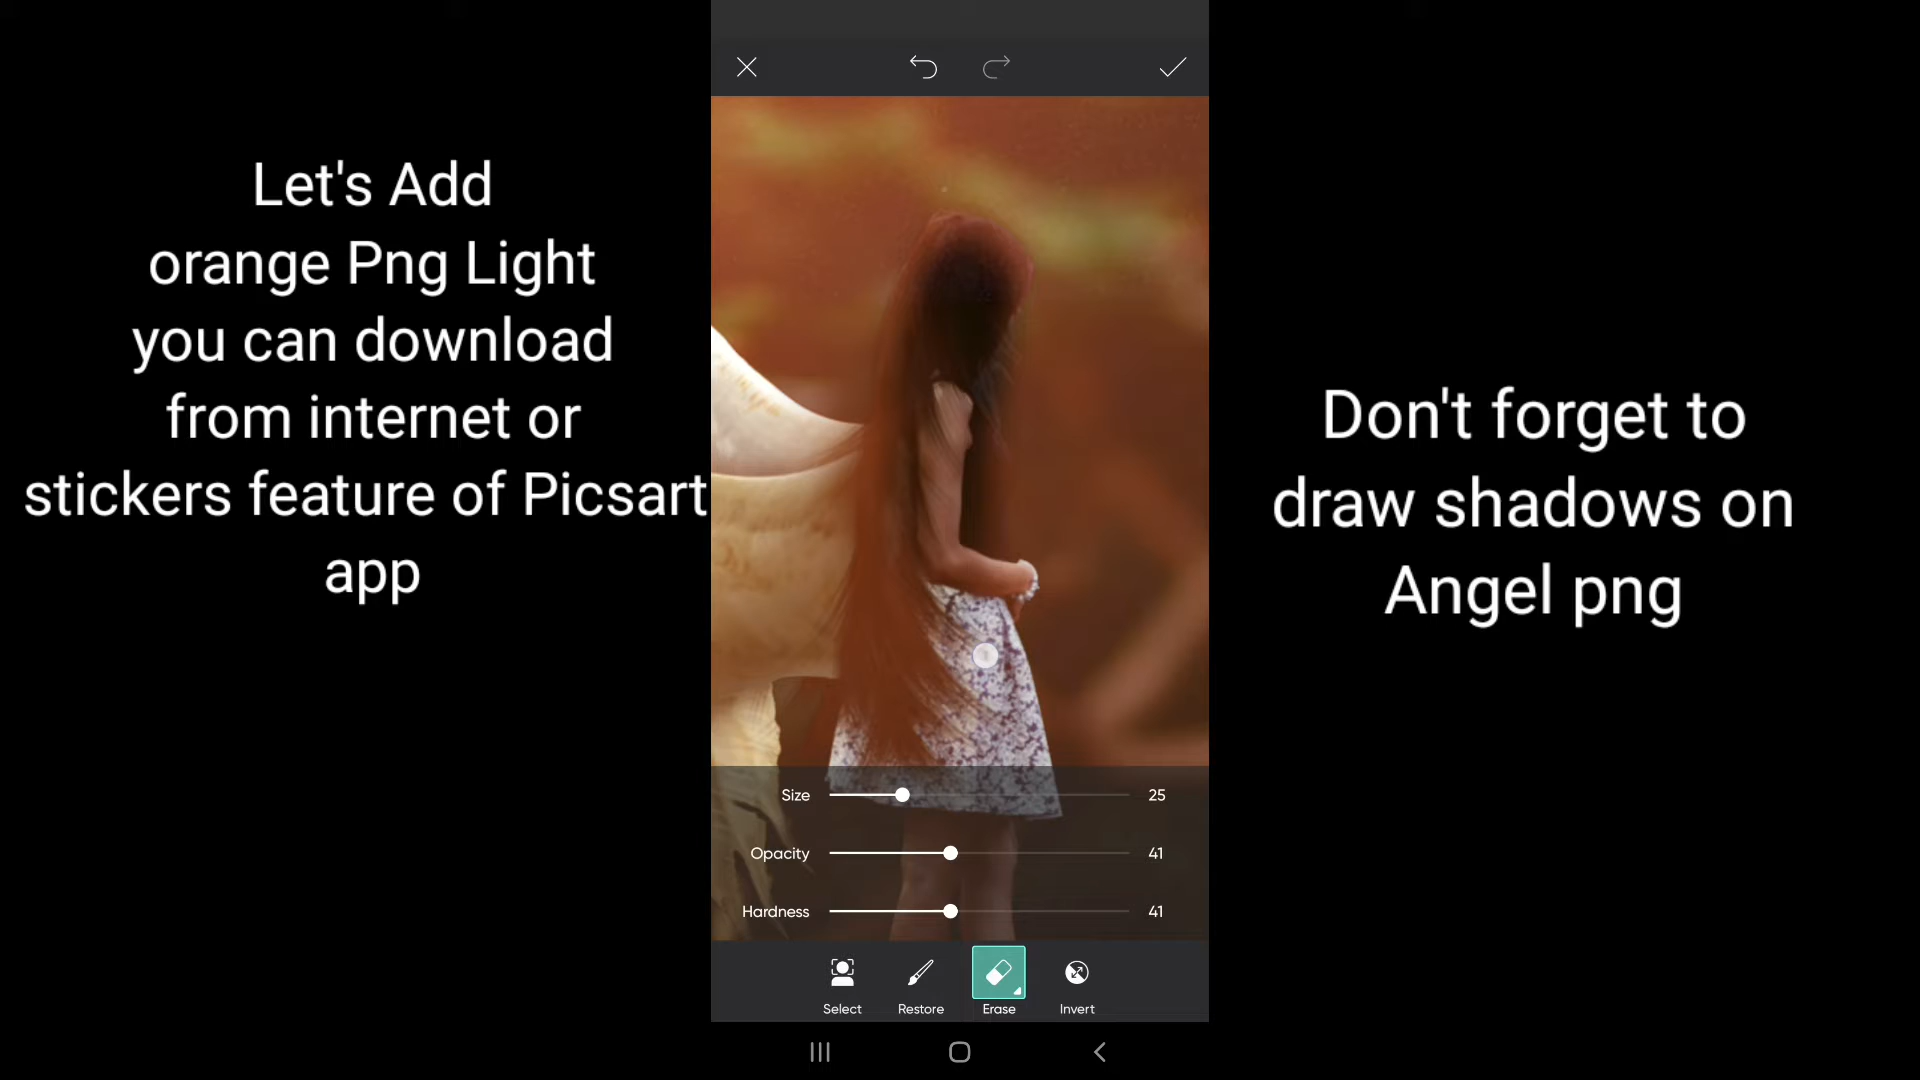 Let's Add
orange Png Light
you can download
from internet or
stickers feature of Picsart
app
Don't forget to
draw shadows on
Angel png
Size 25
Opacity 41
Hardness 41
Select Restore Erase Invert